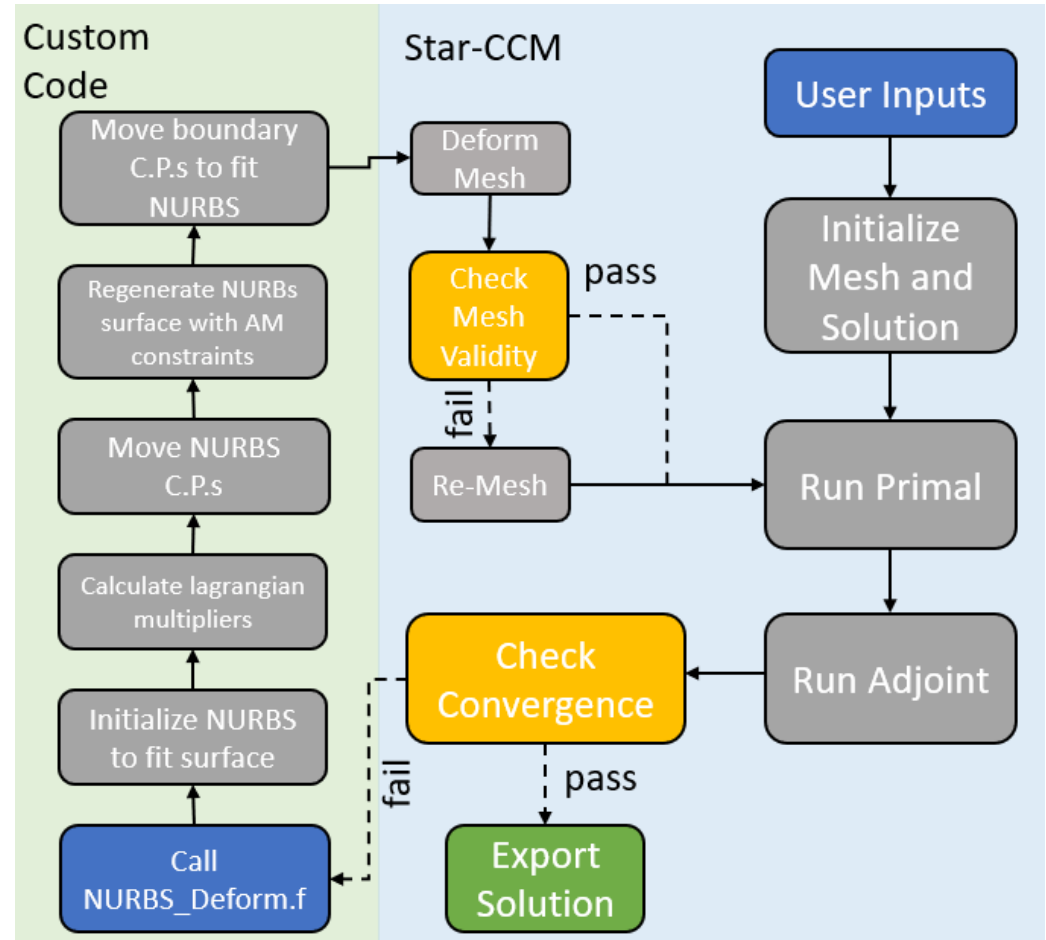 Custom
Code
Move boundary
C.P.s to fit
NURBS
Regenerate NURBs
surface with AM
constraints
Move NURBS
C.P.s
Calculate lagrangian
multipliers
Initialize NURBS
to fit surface
Call
NURBS_Deform.f
Star-CCM
Deform
Mesh
Check
Mesh
Validity
pass
fail
Re-Mesh
User Inputs
Initialize
Mesh and
Solution
Run Primal
Run Adjoint
Check
Convergence
fail
pass
Export
Solution